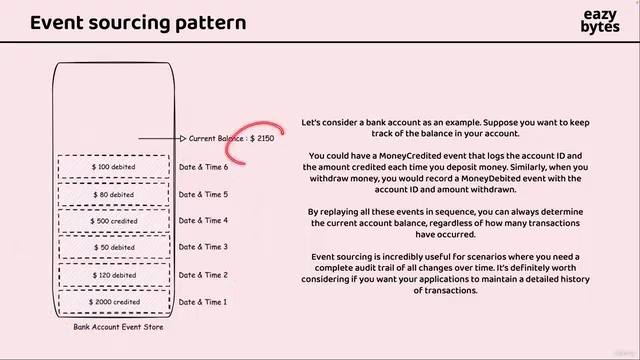 Event sourcing pattern
eazy
bytes
Current Balance : $ 2150
$ 100 debited
Date & Time 6
$ 80 debited
Date & Time 5
$ 500 credited
Date & Time 4
$ 50 debited
Date & Time 3
$ 120 debited
Date & Time 2
$ 2000 credited
Date & Time 1
Bank Account Event Store
Let's consider a bank account as an example. Suppose you want to keep
track of the balance in your account.
You could have a MoneyCredited event that logs the account ID and
the amount credited each time you deposit money. Similarly, when you
withdraw money, you would record a MoneyDebited event with the
account ID and amount withdrawn.
By replaying all these events in sequence, you can always determine
the current account balance, regardless of how many transactions
have occurred.
Event sourcing is incredibly useful for scenarios where you need a
complete audit trail of all changes over time. It's definitely worth
considering if you want your applications to maintain a detailed history
of transactions.